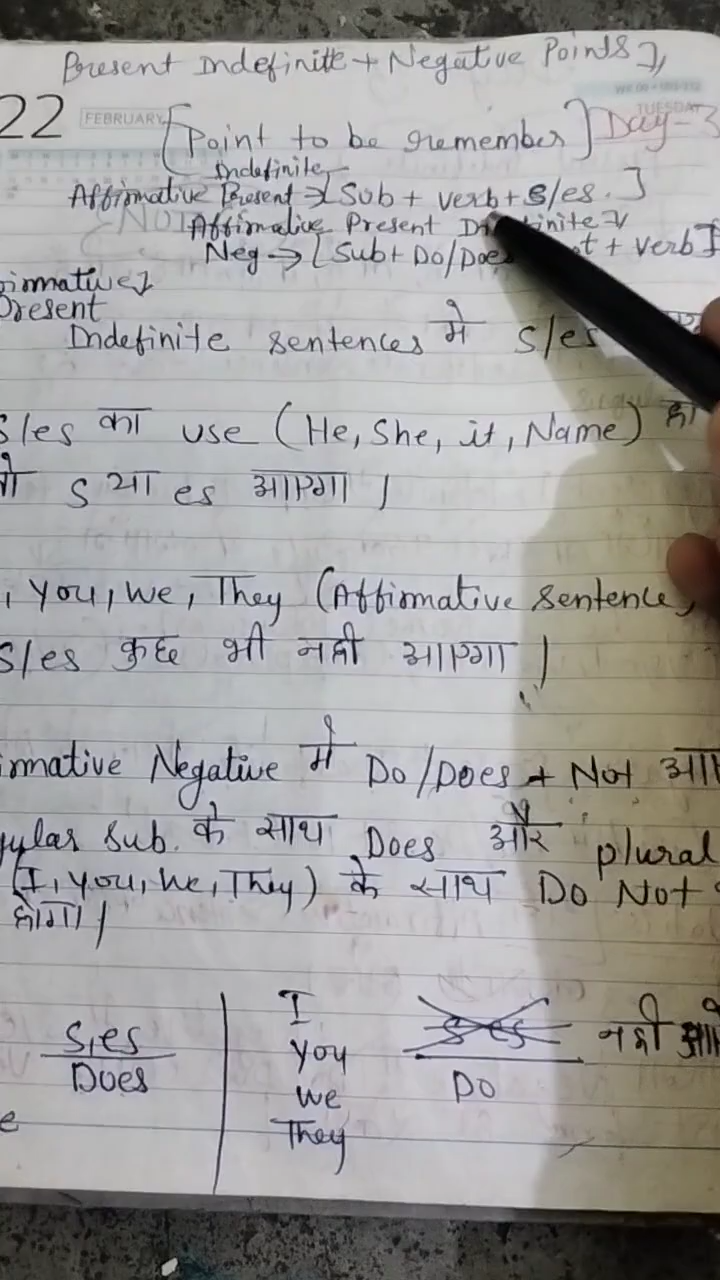 Present Indefinite + Negative Points],
22 FEBRUARY TUESDAY
[Point to be remember] Day-3
Indefinite
Affirmative Present → [Sub + verb + s/es.]
Affirmative Present Indefinite
Neg → [Sub + Do/Does + verb]
Present
Indefinite sentences में s/es
s/es का use (He, She, it, Name)
S या es आएगा |
You, We, They (Affirmative Sentence,
S/es कुछ भी नही आएगा |
Negative में Do/Does + Not
Sub. के साथ Does और plural
(I, You, We, They) के साथ Do Not
होगा |
I
S,es
Does
You
We
They
s es
Do
नही